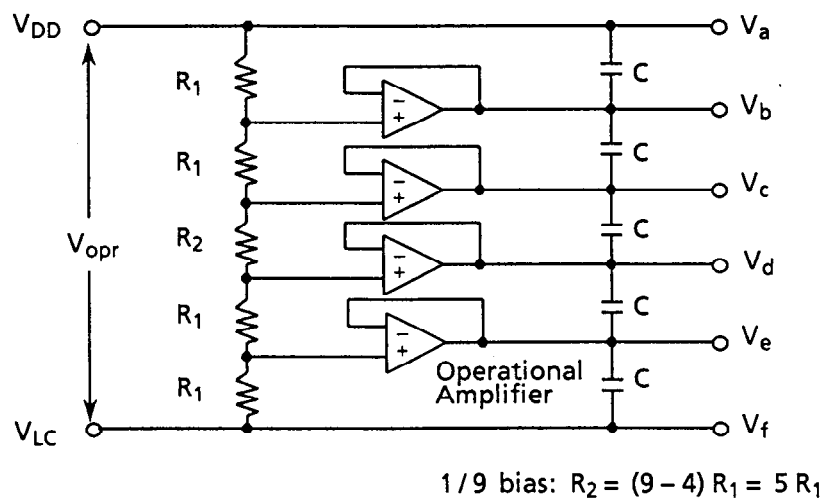 V_DD
V_a
R_1
C
−
+
V_b
R_1
C
−
+
V_c
V_opr
R_2
C
−
+
V_d
R_1
C
−
+
V_e
Operational
Amplifier
R_1
C
V_LC
V_f
1/9 bias: R_2 = (9 − 4) R_1 = 5 R_1